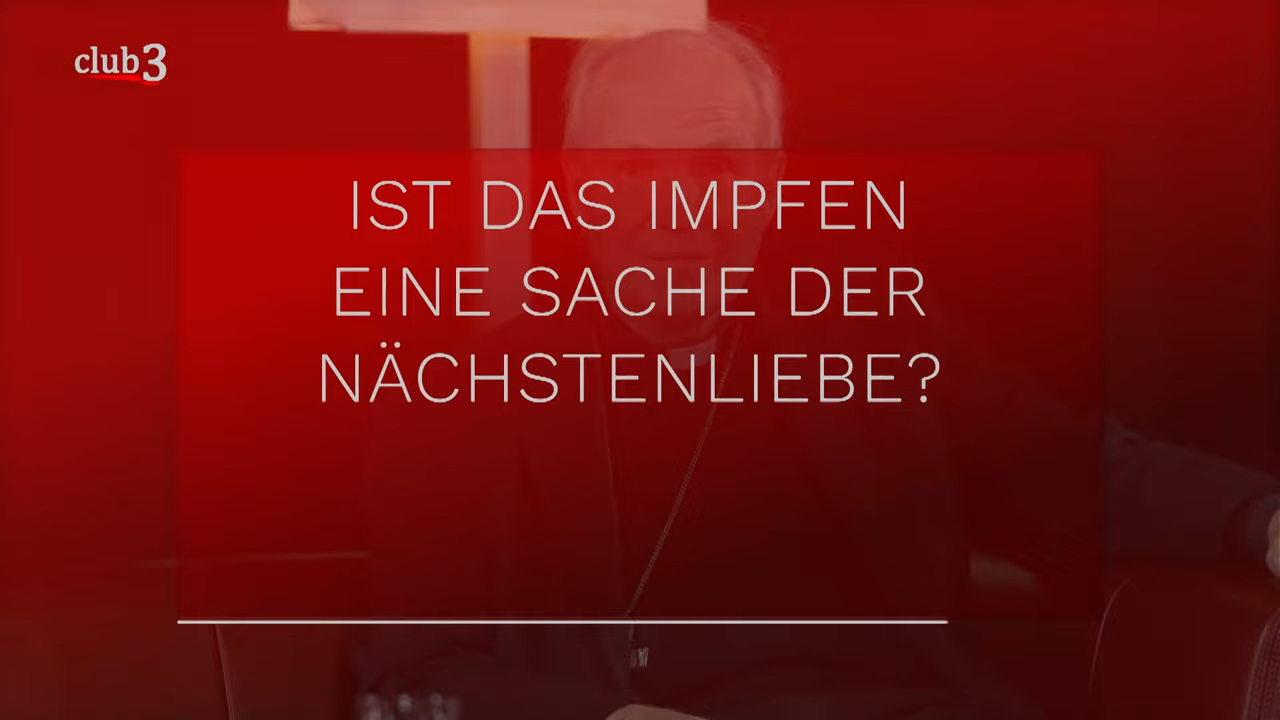 club3
IST DAS IMPFEN
EINE SACHE DER
NÄCHSTENLIEBE?